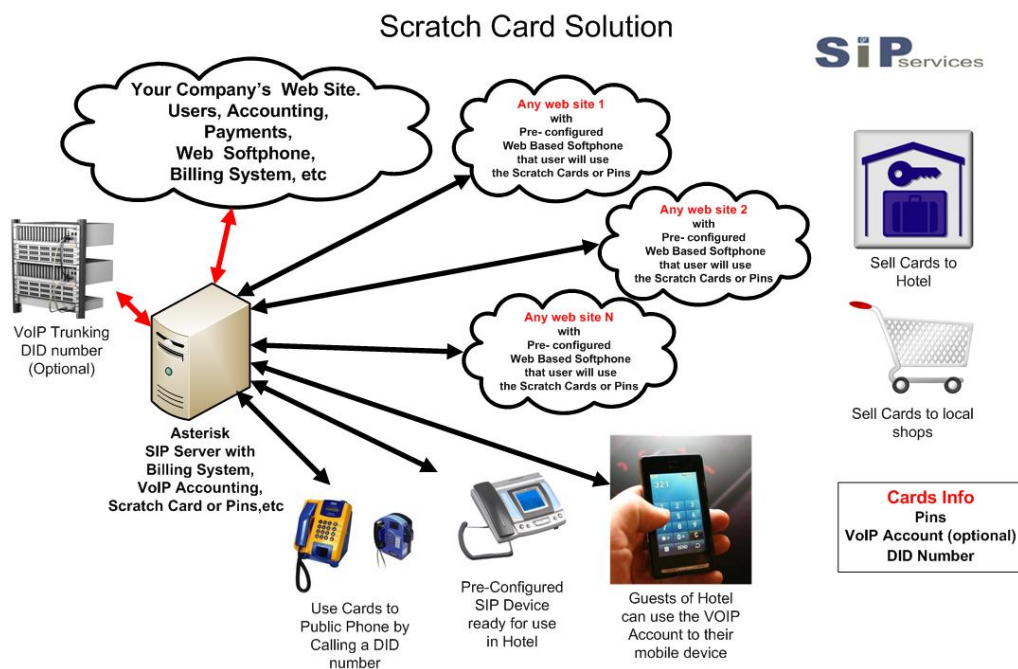 Scratch Card Solution
SiP services
Your Company's Web Site.
Users, Accounting,
Payments,
Web Softphone,
Billing System, etc
Any web site 1
with
Pre- configured
Web Based Softphone
that user will use
the Scratch Cards or Pins
Any web site 2
with
Pre- configured
Web Based Softphone
that user will use
the Scratch Cards or Pins
Sell Cards to
Hotel
VoIP Trunking
DID number
(Optional)
Any web site N
with
Pre- configured
Web Based Softphone
that user will use
the Scratch Cards or Pins
Sell Cards to local
shops
Asterisk
SIP Server with
Billing System,
VoIP Accounting,
Scratch Card or Pins,etc
321
Cards Info
Pins
VoIP Account (optional)
DID Number
Use Cards to
Public Phone by
Calling a DID
number
Pre-Configured
SIP Device
ready for use
in Hotel
Guests of Hotel
can use the VOIP
Account to their
mobile device